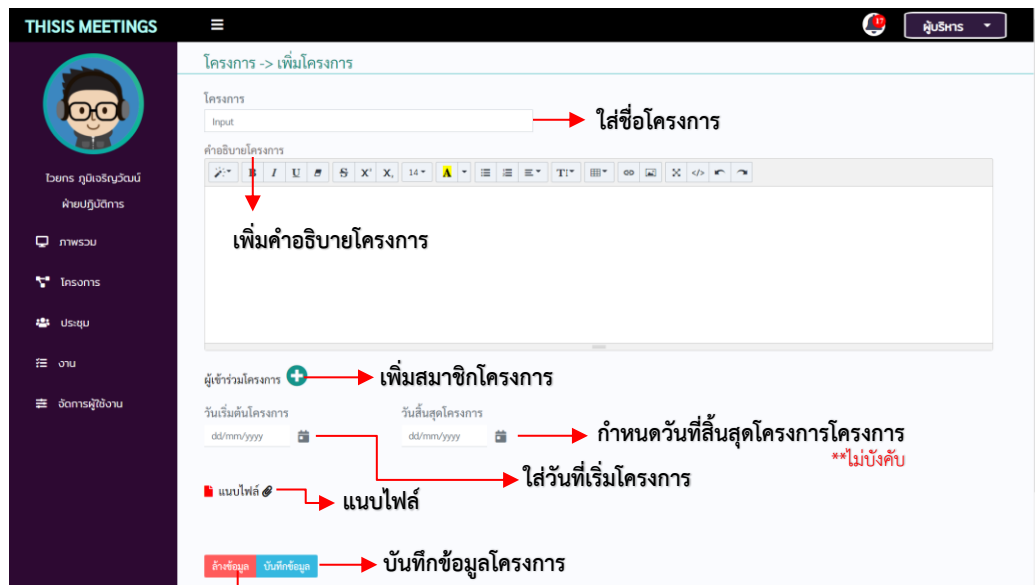 THISIS MEETINGS
17
ผู้บริหาร
โครงการ -> เพิ่มโครงการ
โครงการ
Input
ใส่ชื่อโครงการ
คำอธิบายโครงการ
B I U S X' X, 14 A T I </>
ไวยกร ภูมิเจริญวัฒน์
ฝ่ายปฏิบัติการ
เพิ่มคำอธิบายโครงการ
ภาพรวม
โครงการ
ประชุม
งาน
จัดการผู้ใช้งาน
ผู้เข้าร่วมโครงการ
เพิ่มสมาชิกโครงการ
วันเริ่มต้นโครงการ วันสิ้นสุดโครงการ
dd/mm/yyyy dd/mm/yyyy
กำหนดวันที่สิ้นสุดโครงการโครงการ
**ไม่บังคับ
ใส่วันที่เริ่มโครงการ
แนบไฟล์
แนบไฟล์
ล้างข้อมูล บันทึกข้อมูล
บันทึกข้อมูลโครงการ